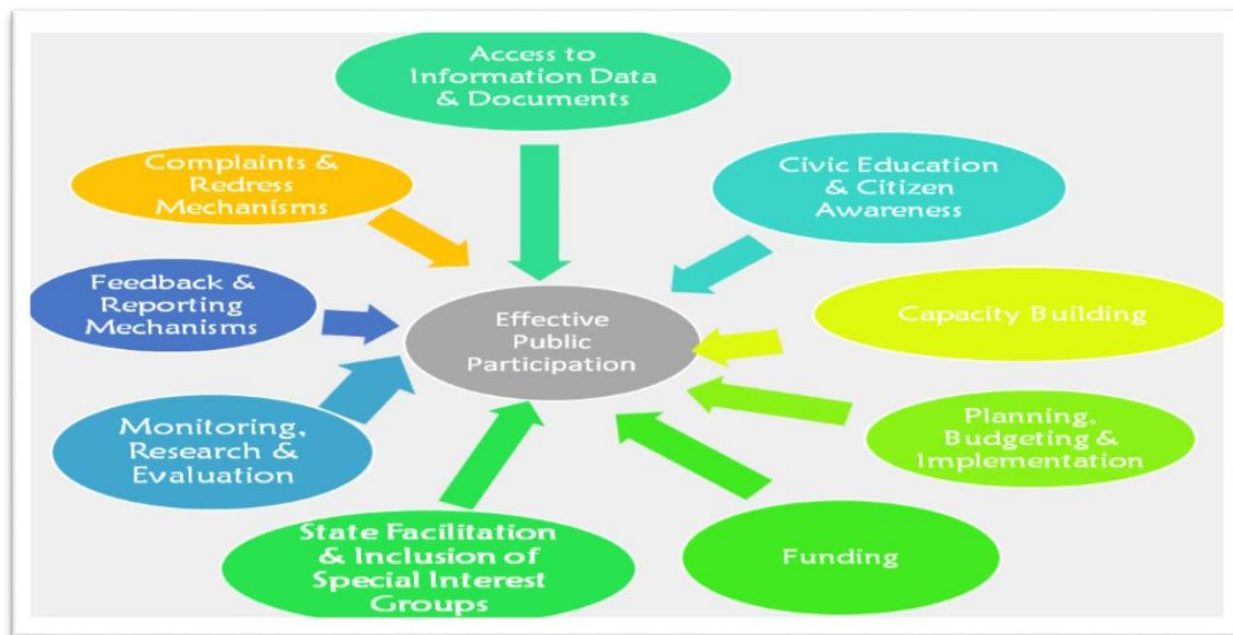 Access to
Information Data
& Documents
Complaints &
Redress
Mechanisms
Civic Education
& Citizen
Awareness
Feedback &
Reporting
Mechanisms
Effective
Public
Participation
Capacity Building
Monitoring,
Research &
Evaluation
Planning,
Budgeting &
Implementation
State Facilitation
& Inclusion of
Special Interest
Groups
Funding